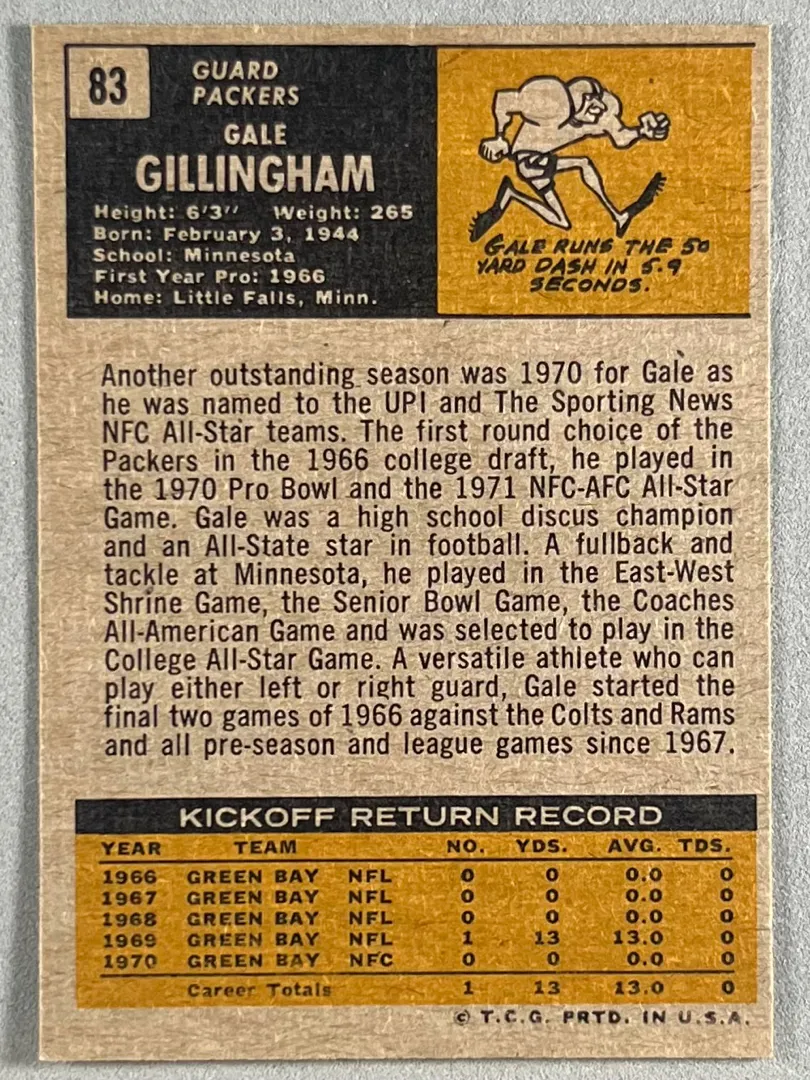 83
GUARD
PACKERS
GALE
GILLINGHAM
Height: 6'3" Weight: 265
Born: February 3, 1944
School: Minnesota
First Year Pro: 1966
Home: Little Falls, Minn.
GALE RUNS THE 50
YARD DASH IN 5.9
SECONDS.
Another outstanding season was 1970 for Gale as
he was named to the UPI and The Sporting News
NFC All-Star teams. The first round choice of the
Packers in the 1966 college draft, he played in
the 1970 Pro Bowl and the 1971 NFC-AFC All-Star
Game. Gale was a high school discus champion
and an All-State star in football. A fullback and
tackle at Minnesota, he played in the East-West
Shrine Game, the Senior Bowl Game, the Coaches
All-American Game and was selected to play in the
College All-Star Game. A versatile athlete who can
play either left or right guard, Gale started the
final two games of 1966 against the Colts and Rams
and all pre-season and league games since 1967.
KICKOFF RETURN RECORD
YEAR TEAM NO. YDS. AVG. TDS.
1966 GREEN BAY NFL 0 0 0.0 0
1967 GREEN BAY NFL 0 0 0.0 0
1968 GREEN BAY NFL 0 0 0.0 0
1969 GREEN BAY NFL 1 13 13.0 0
1970 GREEN BAY NFC 0 0 0.0 0
Career Totals 1 13 13.0 0
© T.C.G. PRTD. IN U.S.A.